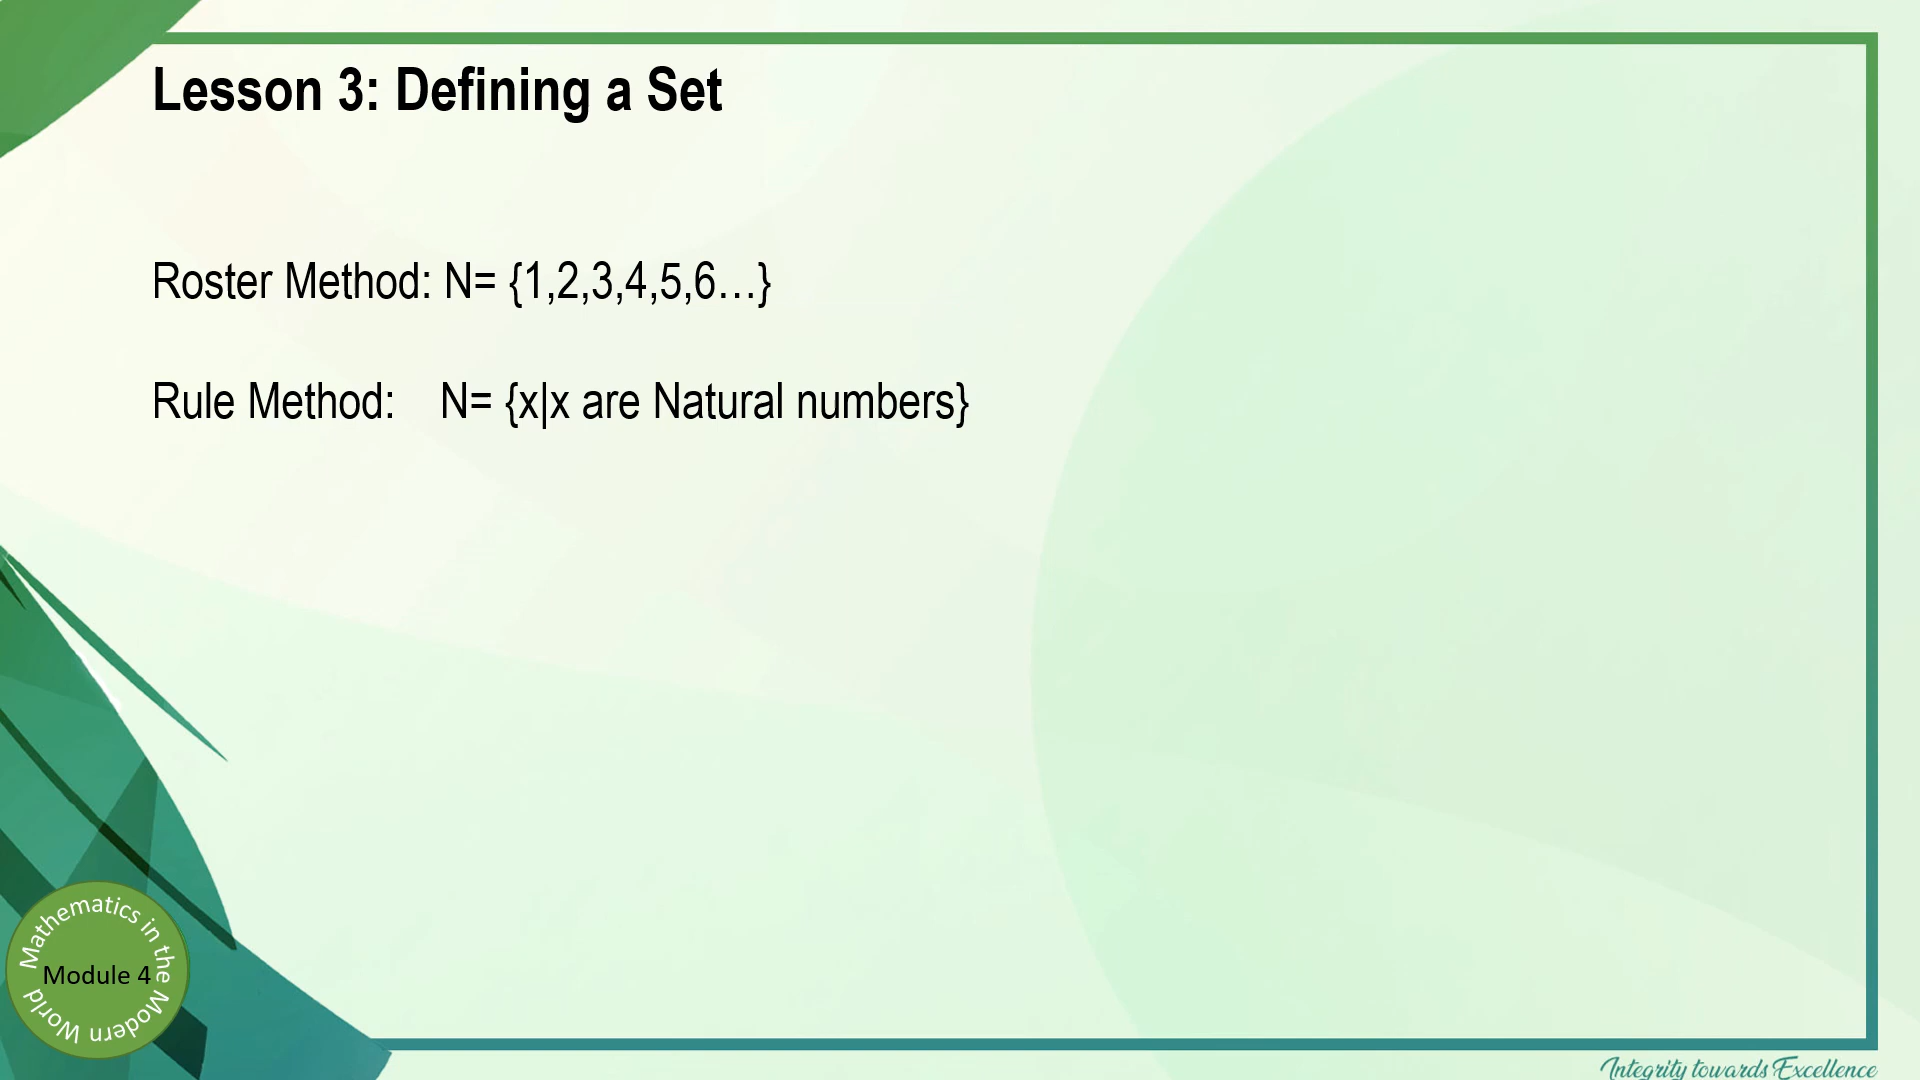 Lesson 3: Defining a Set
Roster Method: N= {1,2,3,4,5,6…}
Rule Method: N= {x|x are Natural numbers}
Mathematics in the Modern World
Module 4
Integrity towards Excellence